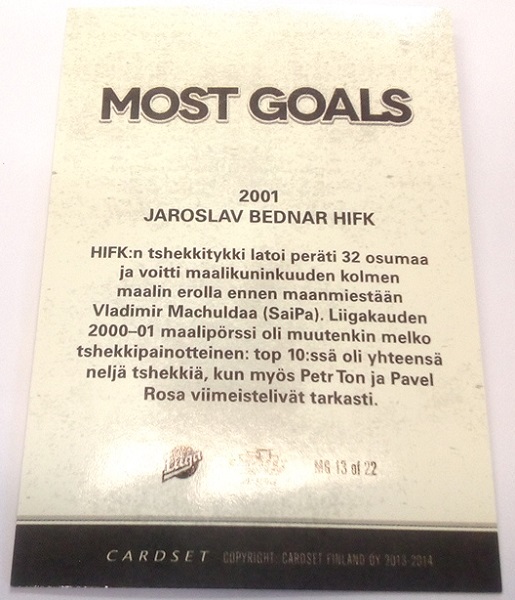 MOST GOALS
2001
JAROSLAV BEDNAR HIFK
HIFK:n tshekkitykki latoi peräti 32 osumaa
ja voitti maalikuninkuuden kolmen
maalin erolla ennen maanmiestään
Vladimir Machuldaa (SaiPa). Liigakauden
2000–01 maalipörssi oli muutenkin melko
tshekkipainotteinen: top 10:ssä oli yhteensä
neljä tshekkiä, kun myös Petr Ton ja Pavel
Rosa viimeistelivät tarkasti.
Liiga MG 13 of 22
CARDSET COPYRIGHT: CARDSET FINLAND OY 2013-2014